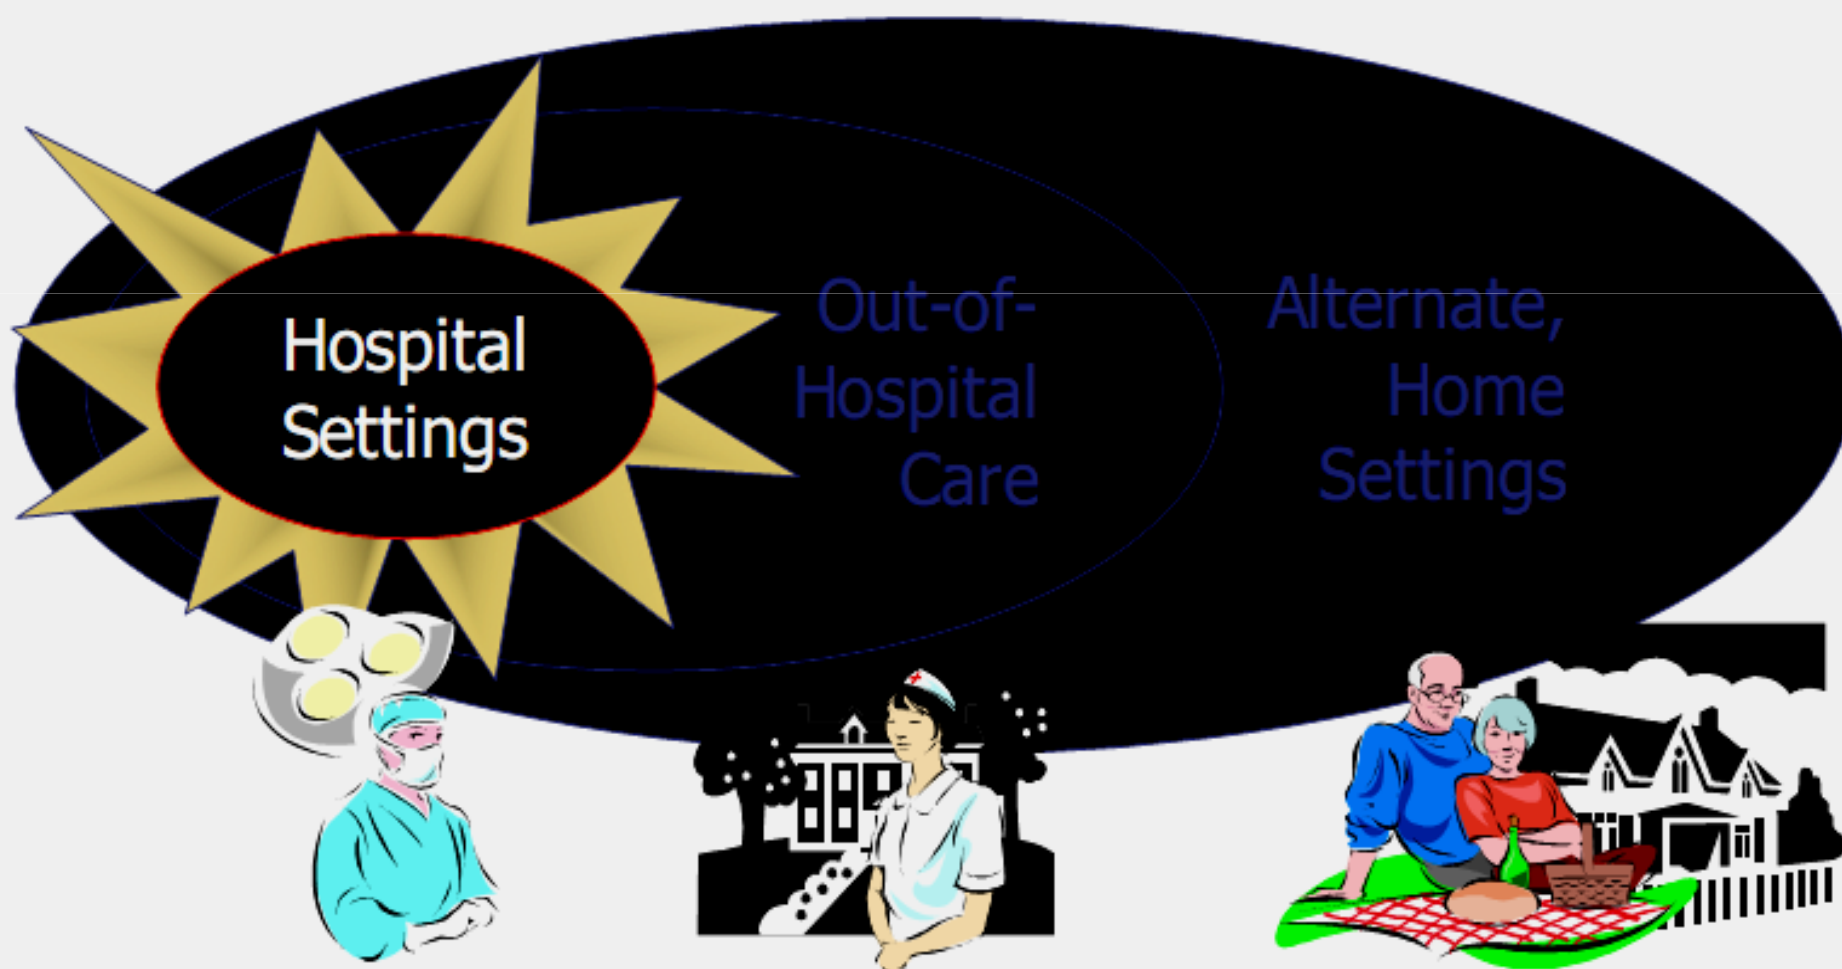 Hospital
Settings
Out-of-
Hospital
Care
Alternate,
Home
Settings